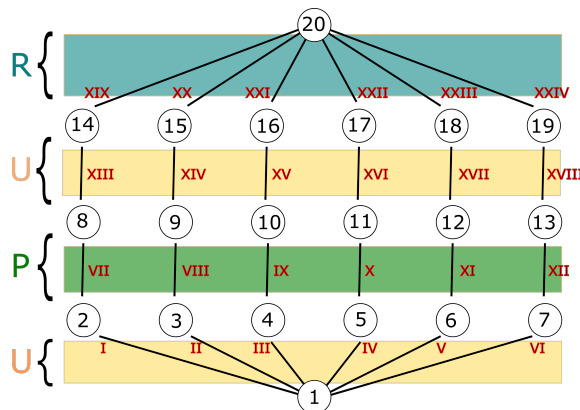 20
R
XIX XX XXI XXII XXIII XXIV
14 15 16 17 18 19
U
XIII XIV XV XVI XVII XVIII
8 9 10 11 12 13
P
VII VIII IX X XI XII
2 3 4 5 6 7
U
I II III IV V VI
1